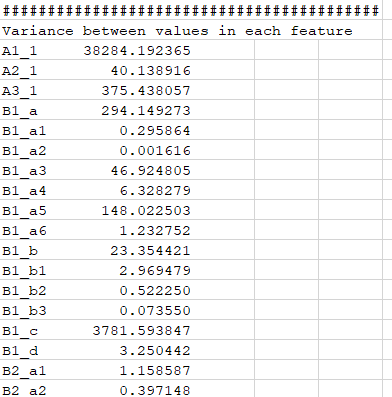 ##########################################
Variance between values in each feature
A1_1 38284.192365
A2_1 40.138916
A3_1 375.438057
B1_a 294.149273
B1_a1 0.295864
B1_a2 0.001616
B1_a3 46.924805
B1_a4 6.328279
B1_a5 148.022503
B1_a6 1.232752
B1_b 23.354421
B1_b1 2.969479
B1_b2 0.522250
B1_b3 0.073550
B1_c 3781.593847
B1_d 3.250442
B2_a1 1.158587
B2_a2 0.397148